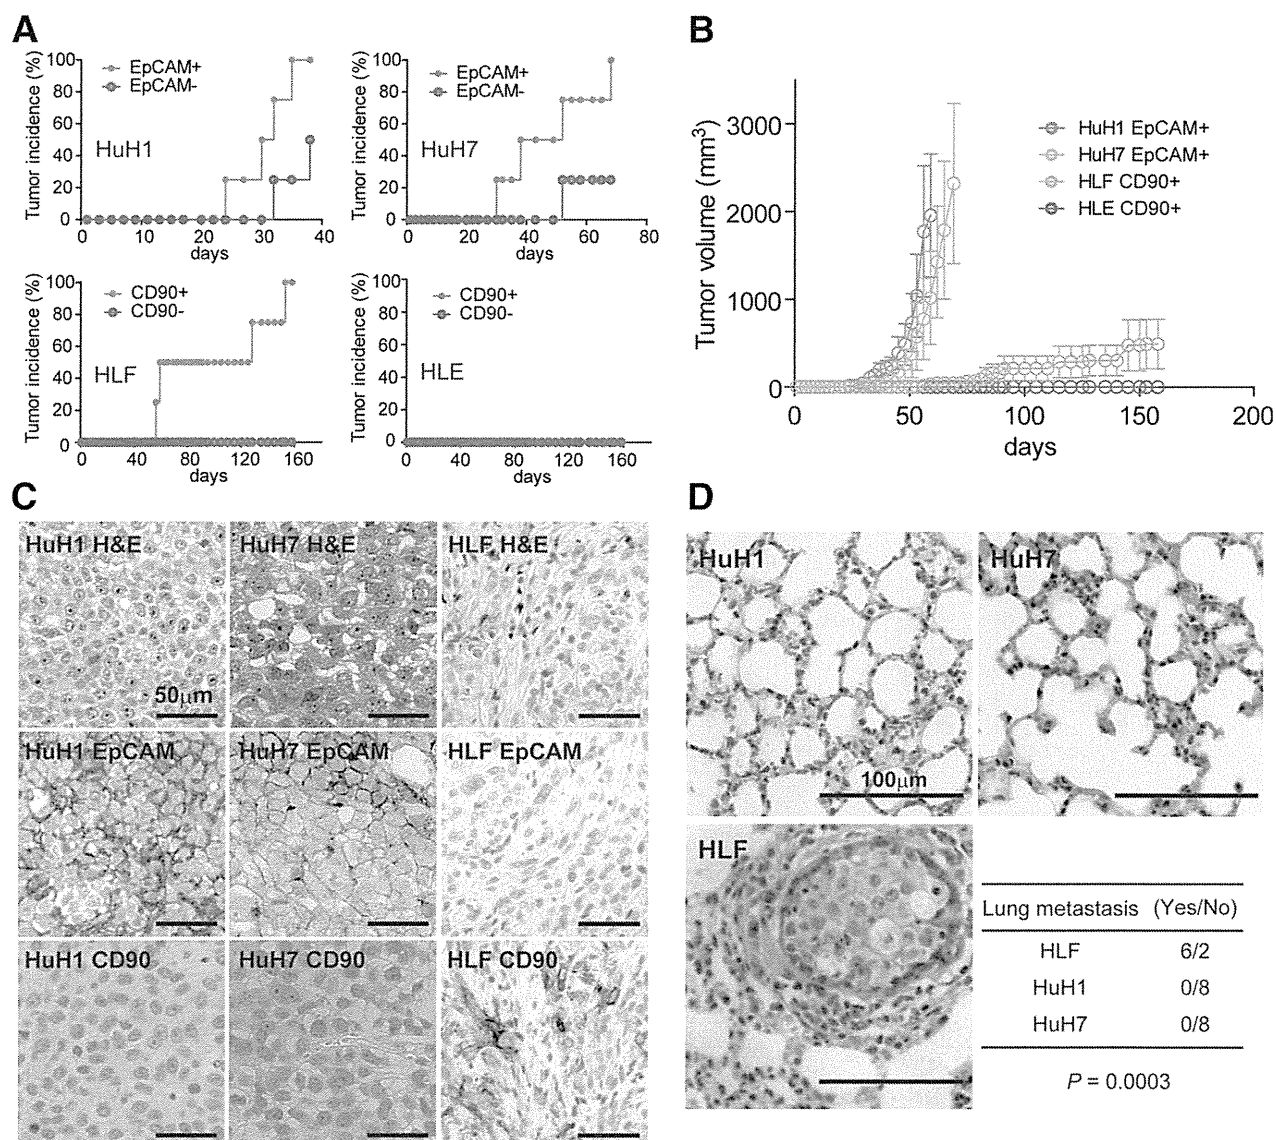 A
Tumor incidence (%)
100
80
60
40
20
0
EpCAM+
EpCAM-
HuH1
0 10 20 30 40
days
Tumor incidence (%)
100
80
60
40
20
0
EpCAM+
EpCAM-
HuH7
0 20 40 60 80
days
Tumor incidence (%)
100
80
60
40
20
0
CD90+
CD90-
HLF
0 40 80 120 160
days
Tumor incidence (%)
100
80
60
40
20
0
CD90+
CD90-
HLE
0 40 80 120 160
days
B
Tumor volume (mm³)
3000
2000
1000
0
HuH1 EpCAM+
HuH7 EpCAM+
HLF CD90+
HLE CD90+
0 50 100 150 200
days
C
HuH1 H&E
50μm
HuH7 H&E
HLF H&E
HuH1 EpCAM
HuH7 EpCAM
HLF EpCAM
HuH1 CD90
HuH7 CD90
HLF CD90
D
HuH1
100μm
HuH7
HLF
Lung metastasis (Yes/No)
HLF 6/2
HuH1 0/8
HuH7 0/8
P = 0.0003